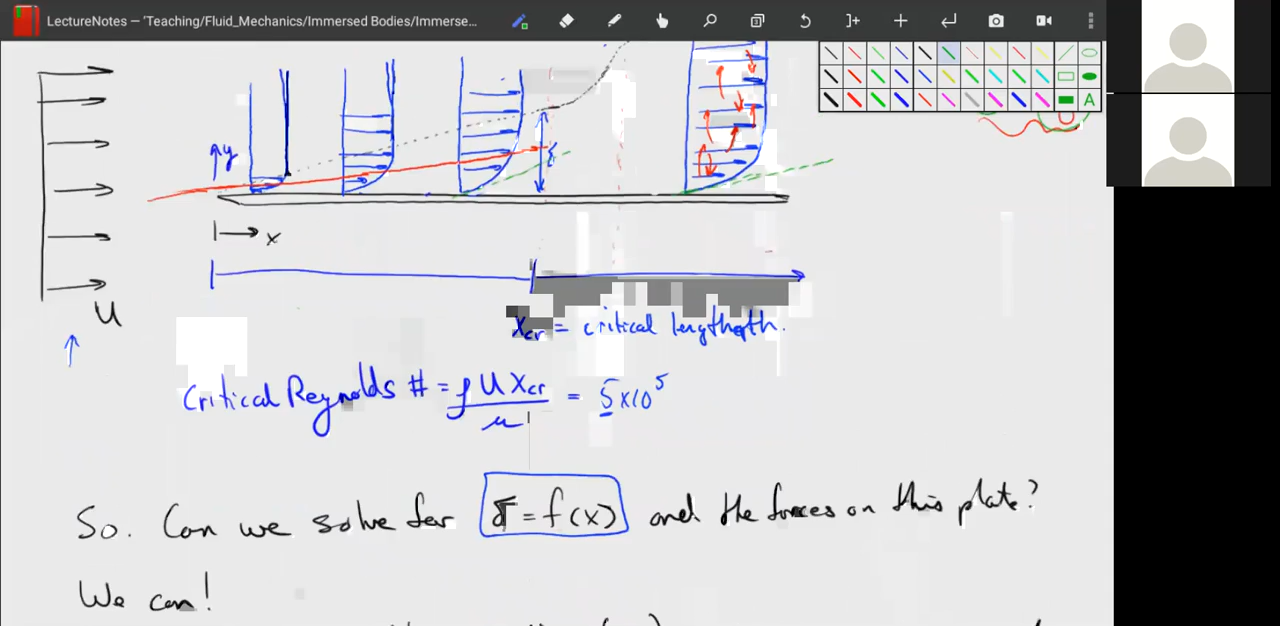 LectureNotes — 'Teaching/Fluid_Mechanics/Immersed Bodies/Immerse...
A
y
x
U
Xcr = critical lengthpth.
Critical Reynolds # = ρ U Xcr / μ = 5x10^5
So. Can we solve for δ = f(x) and the forces on this plate?
We can!